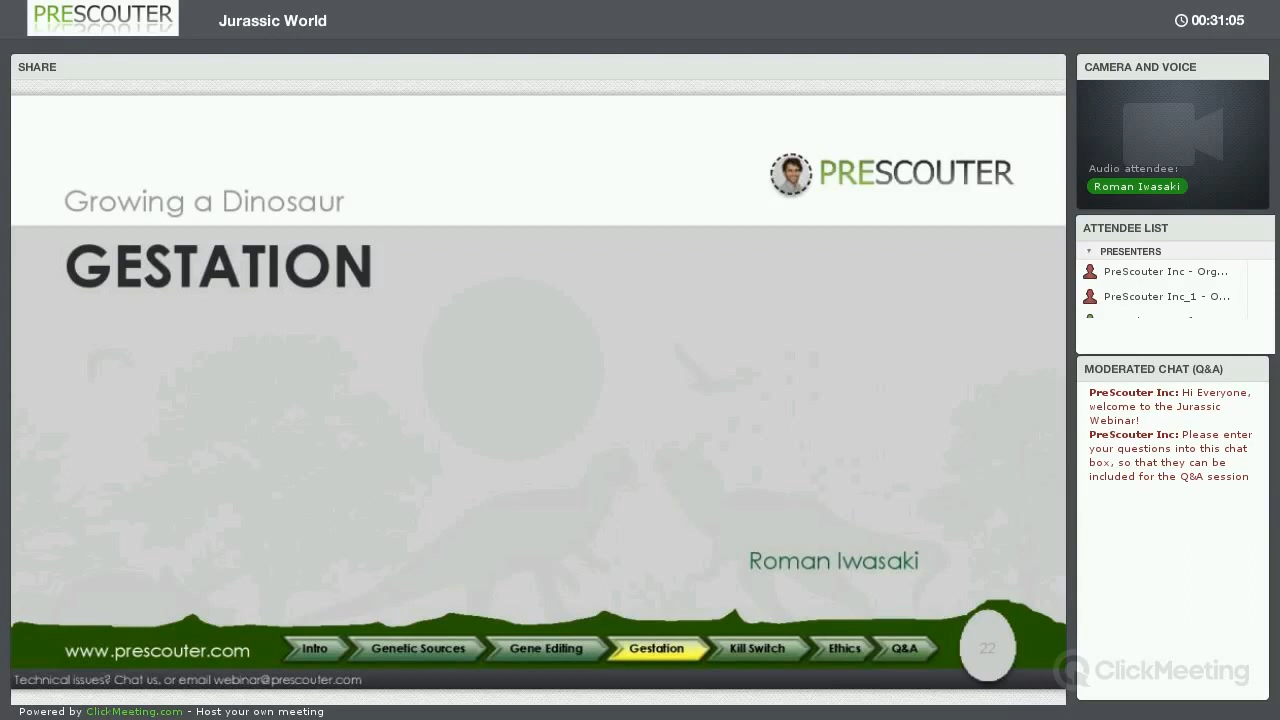 PRESCOUTER
Jurassic World
00:31:05
SHARE
CAMERA AND VOICE
Audio attendee:
Roman Iwasaki
PRESCOUTER
Growing a Dinosaur
GESTATION
ATTENDEE LIST
PRESENTERS
PreScouter Inc - Org...
PreScouter Inc_1 - O...
MODERATED CHAT (Q&A)
PreScouter Inc: Hi Everyone,
welcome to the Jurassic
Webinar!
PreScouter Inc: Please enter
your questions into this chat
box, so that they can be
included for the Q&A session
Roman Iwasaki
www.prescouter.com
Intro
Genetic Sources
Gene Editing
Gestation
Kill Switch
Ethics
Q&A
22
ClickMeeting
Technical issues? Chat us, or email webinar@prescouter.com
Powered by ClickMeeting.com - Host your own meeting